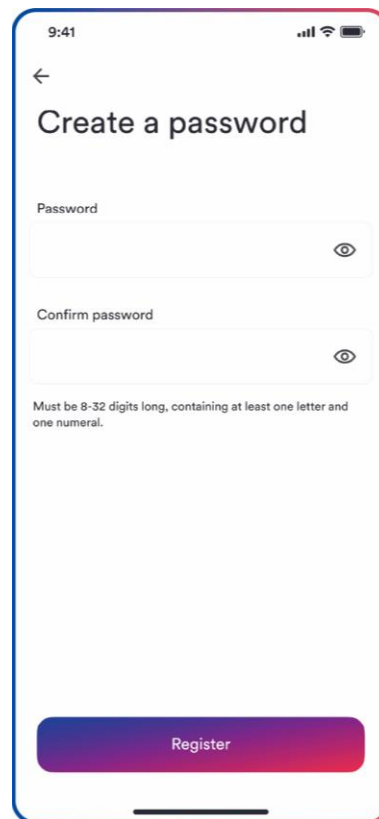 9:41
Create a password
Password
Confirm password
Must be 8-32 digits long, containing at least one letter and
one numeral.
Register